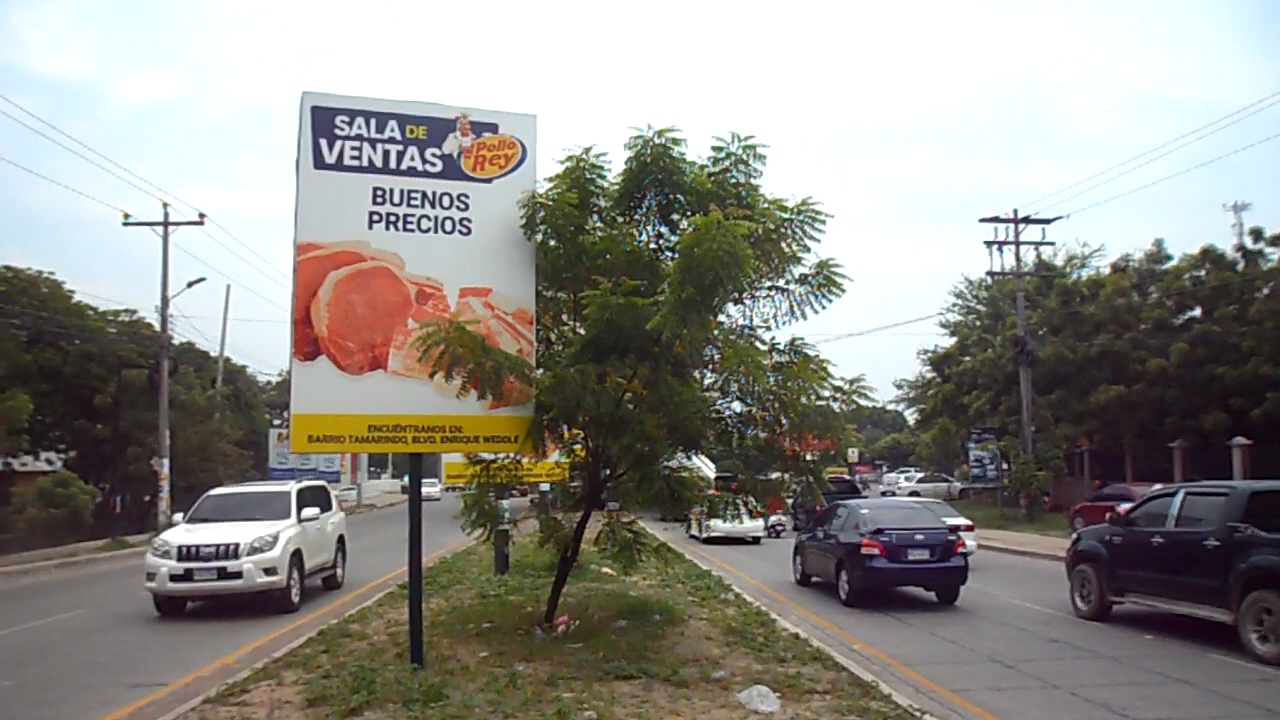 SALA DE
VENTAS
Pollo
Rey
BUENOS
PRECIOS
ENCUÉNTRANOS EN:
BARRIO TAMARINDO, BLVD. ENRIQUE WEDDLE